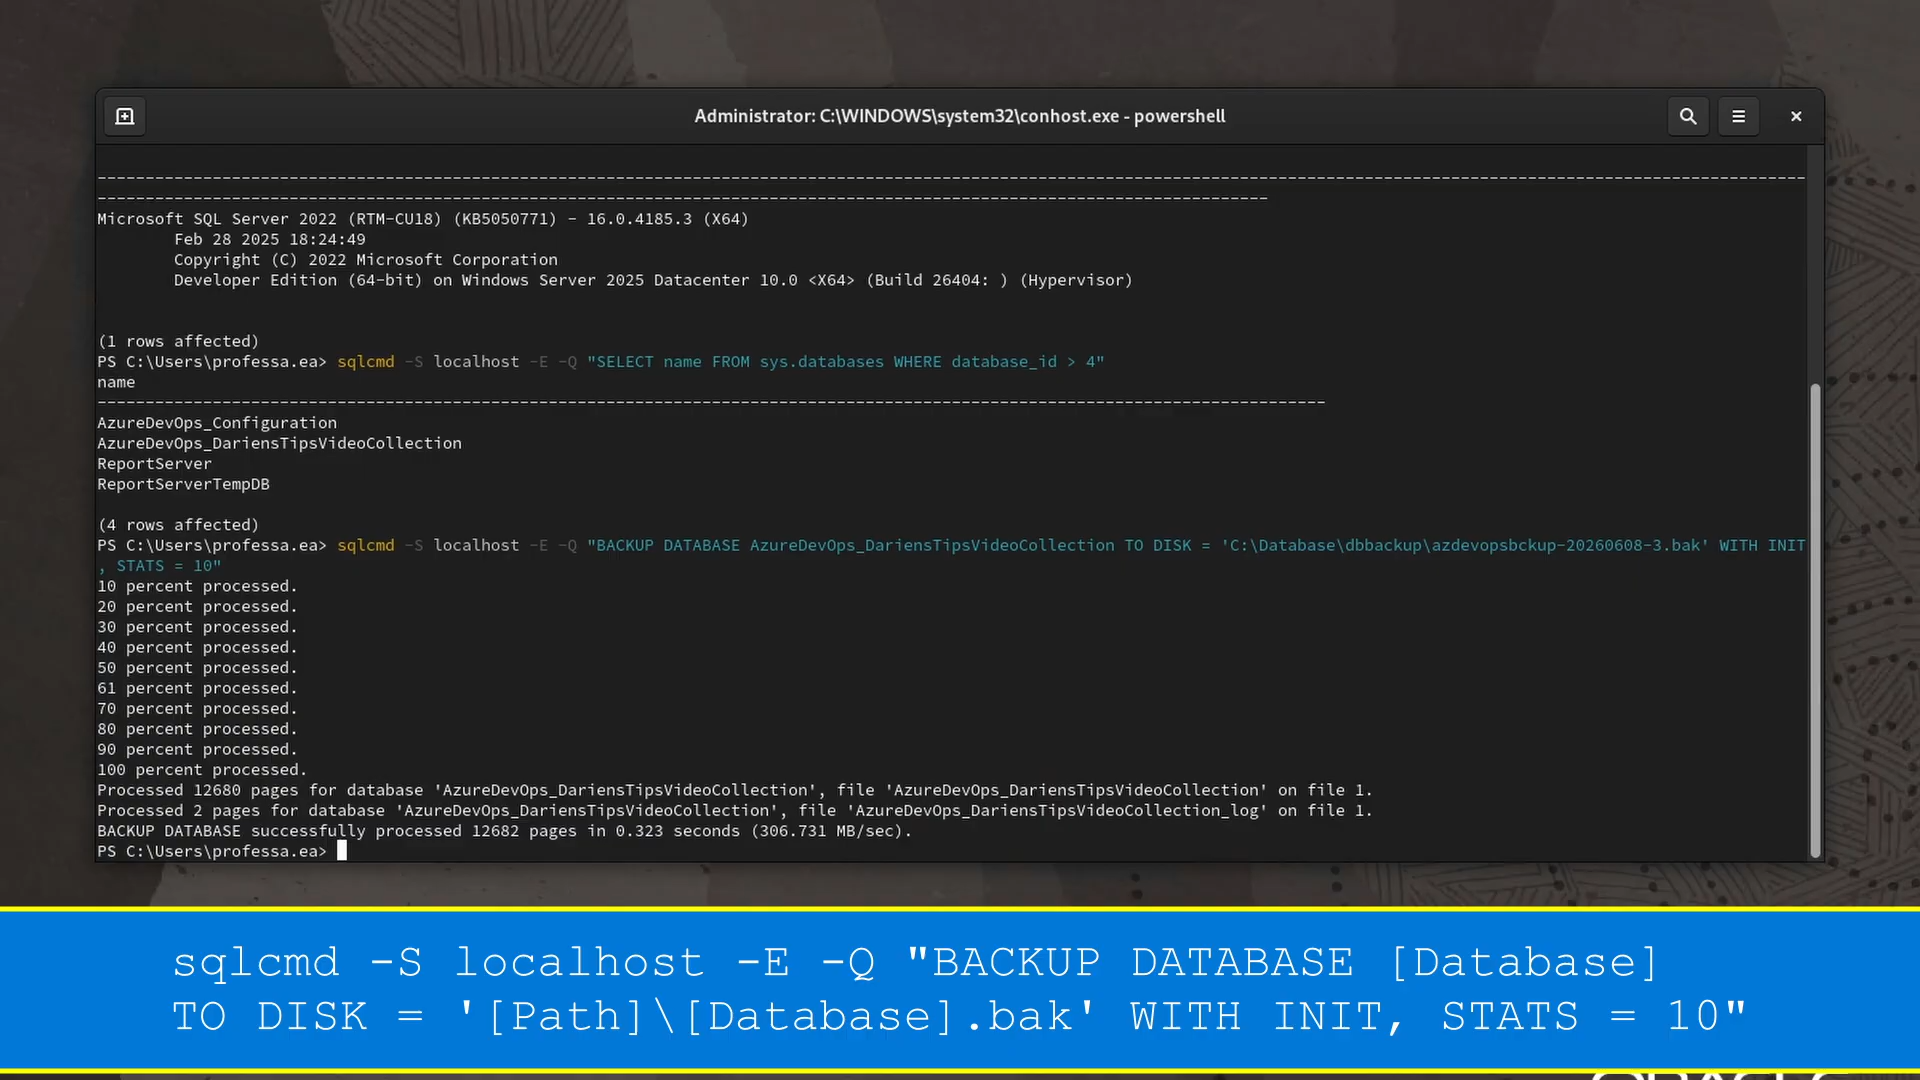 Administrator: C:\WINDOWS\system32\conhost.exe - powershell
----------------------------------------------------------------------------------------------------------------------------------------------------------------------------------
--------------------------------------------------------------------------------------------------------------------------
Microsoft SQL Server 2022 (RTM-CU18) (KB5050771) - 16.0.4185.3 (X64)
Feb 28 2025 18:24:49
Copyright (C) 2022 Microsoft Corporation
Developer Edition (64-bit) on Windows Server 2025 Datacenter 10.0 <X64> (Build 26404: ) (Hypervisor)
(1 rows affected)
PS C:\Users\professa.ea> sqlcmd -S localhost -E -Q "SELECT name FROM sys.databases WHERE database_id > 4"
name
--------------------------------------------------------------------------------------------------------------------------------
AzureDevOps_Configuration
AzureDevOps_DariensTipsVideoCollection
ReportServer
ReportServerTempDB
(4 rows affected)
PS C:\Users\professa.ea> sqlcmd -S localhost -E -Q "BACKUP DATABASE AzureDevOps_DariensTipsVideoCollection TO DISK = 'C:\Database\dbbackup\azdevopsbckup-20260608-3.bak' WITH INIT
, STATS = 10"
10 percent processed.
20 percent processed.
30 percent processed.
40 percent processed.
50 percent processed.
61 percent processed.
70 percent processed.
80 percent processed.
90 percent processed.
100 percent processed.
Processed 12680 pages for database 'AzureDevOps_DariensTipsVideoCollection', file 'AzureDevOps_DariensTipsVideoCollection' on file 1.
Processed 2 pages for database 'AzureDevOps_DariensTipsVideoCollection', file 'AzureDevOps_DariensTipsVideoCollection_log' on file 1.
BACKUP DATABASE successfully processed 12682 pages in 0.323 seconds (306.731 MB/sec).
PS C:\Users\professa.ea>
sqlcmd -S localhost -E -Q "BACKUP DATABASE [Database]
TO DISK = '[Path]\[Database].bak' WITH INIT, STATS = 10"